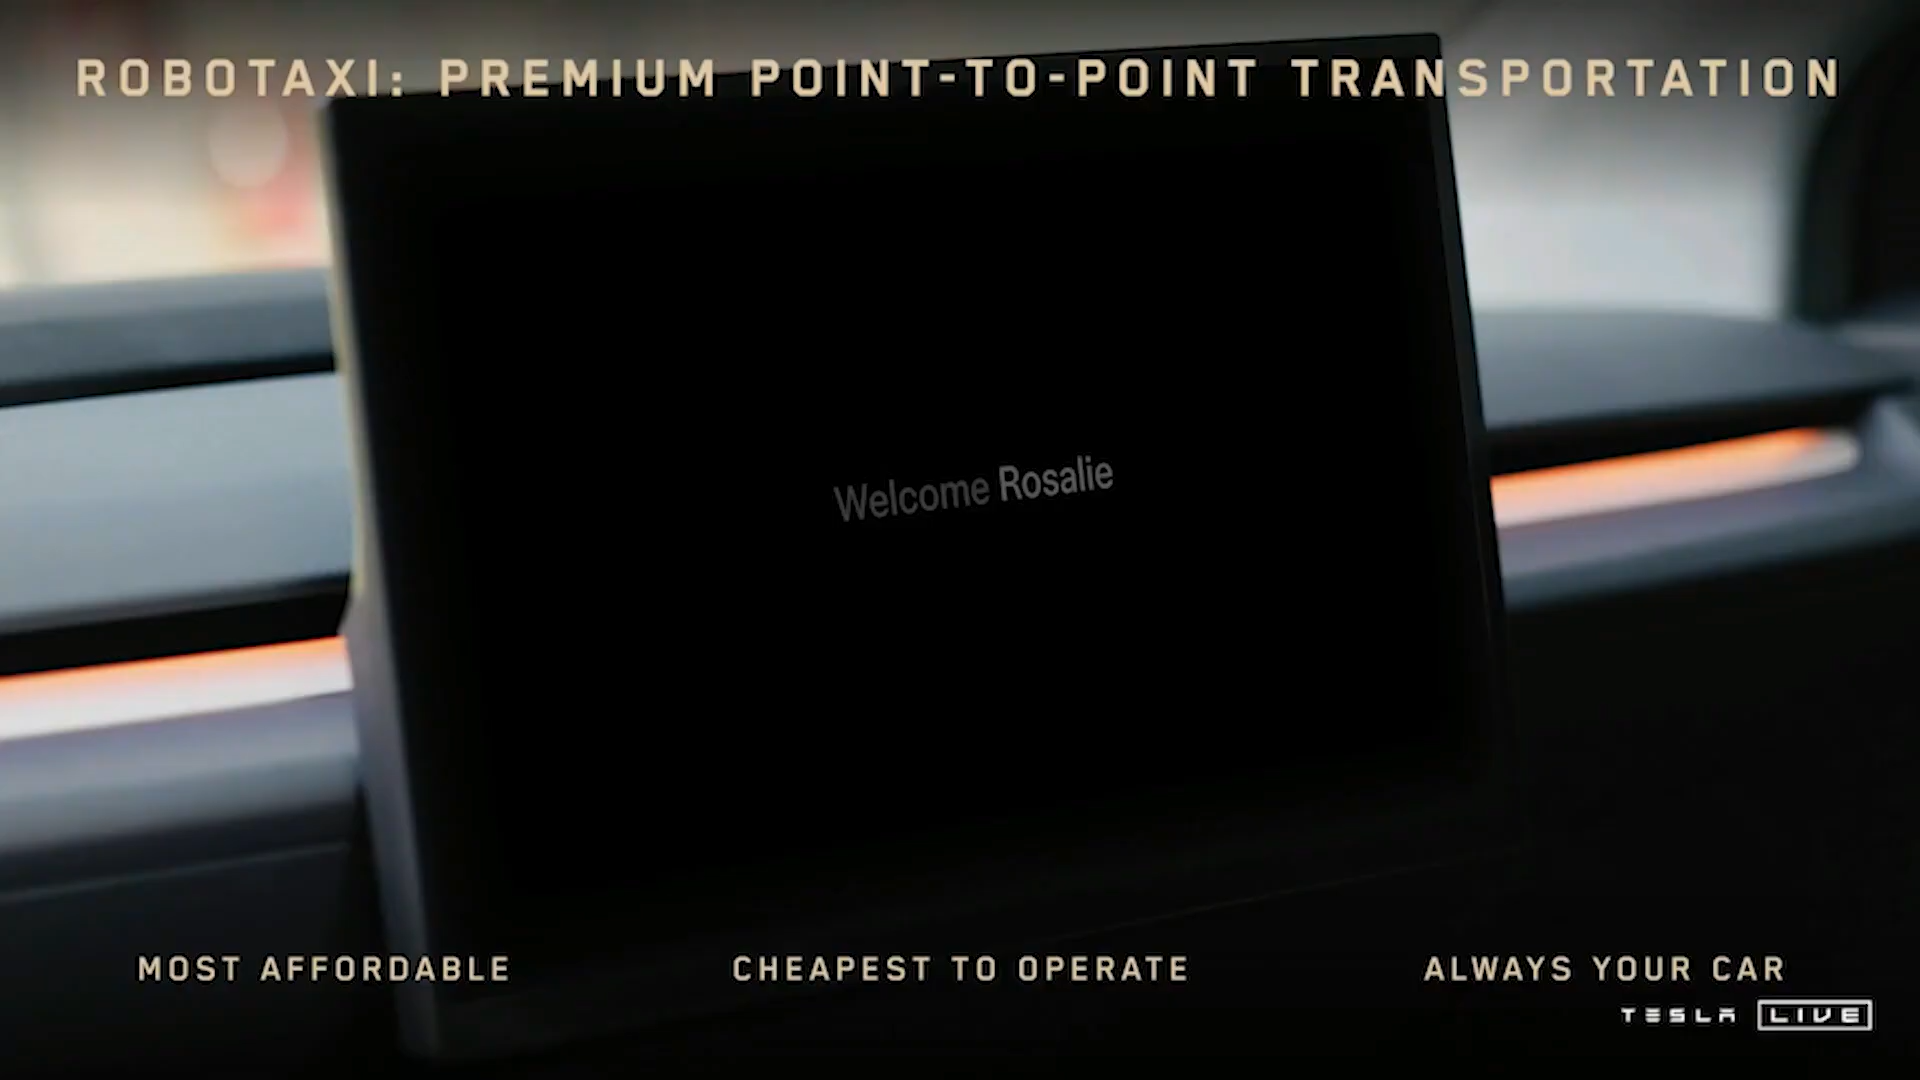 ROBOTAXI: PREMIUM POINT-TO-POINT TRANSPORTATION
Welcome Rosalie
MOST AFFORDABLE
CHEAPEST TO OPERATE
ALWAYS YOUR CAR
TESLA LIVE